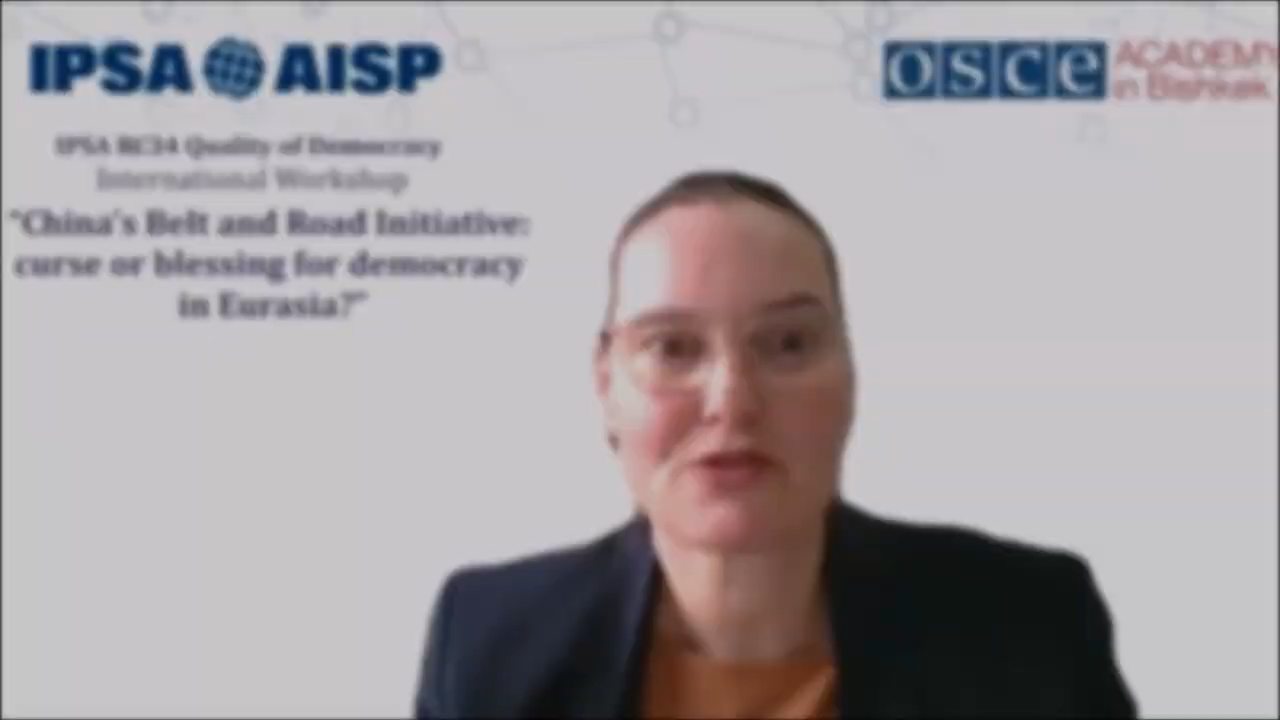 IPSA AISP
OSCE ACADEMY
in Bishkek
IPSA RC34 Quality of Democracy
International Workshop
"China's Belt and Road Initiative:
curse or blessing for democracy
in Eurasia?"